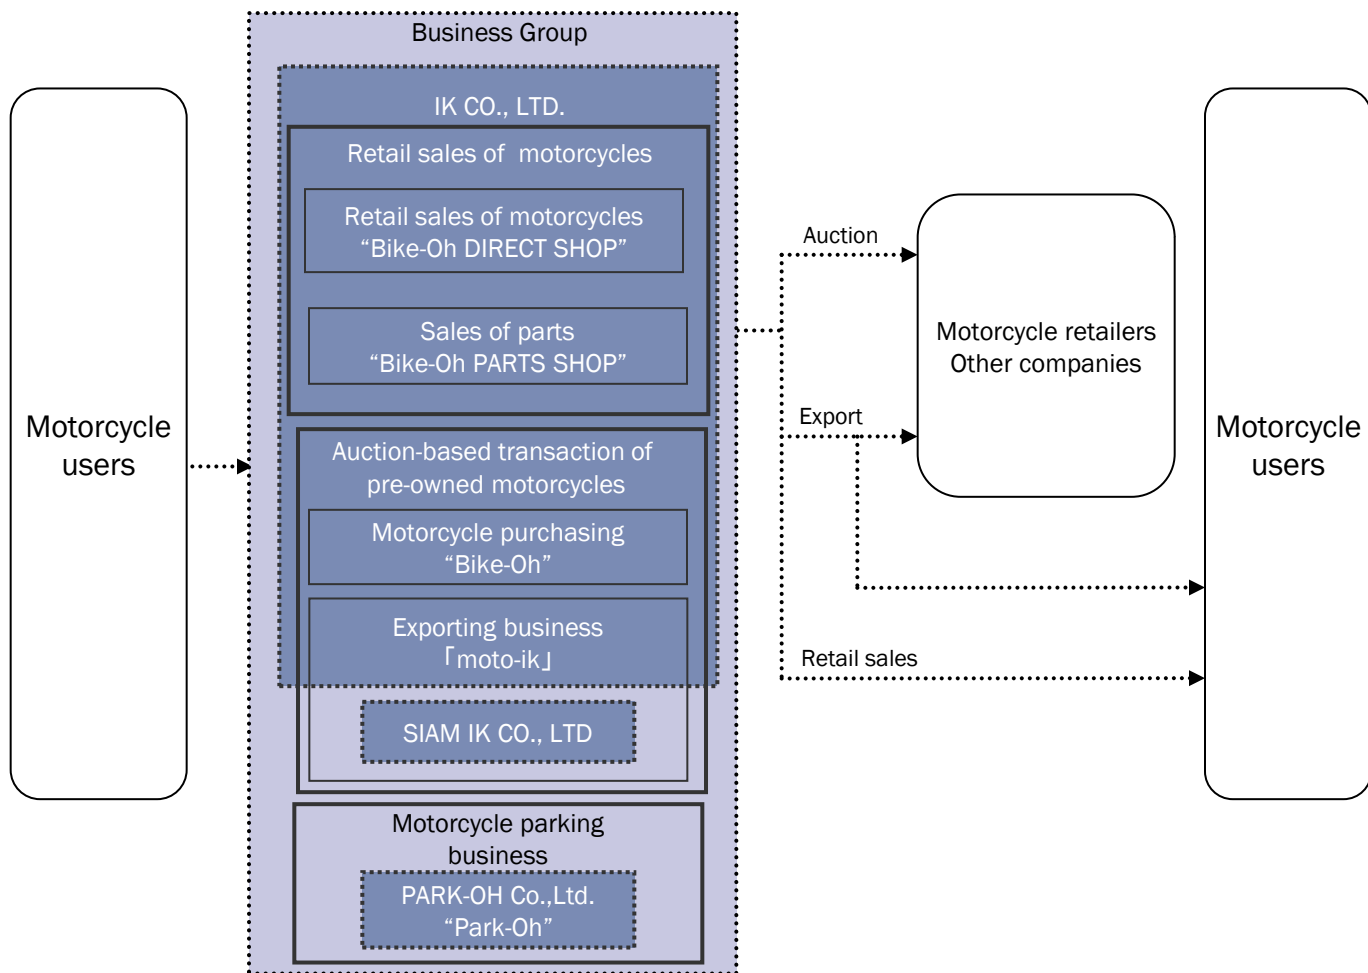 Business Group
IK CO., LTD.
Retail sales of  motorcycles
Retail sales of motorcycles
“Bike-Oh DIRECT SHOP”
Sales of parts
“Bike-Oh PARTS SHOP”
Auction-based transaction of
pre-owned motorcycles
Motorcycle purchasing
“Bike-Oh”
Exporting business
「moto-ik」
SIAM IK CO., LTD
Motorcycle parking
business
PARK-OH Co.,Ltd.
“Park-Oh”
Motorcycle
users
Auction
Export
Retail sales
Motorcycle retailers
Other companies
Motorcycle
users